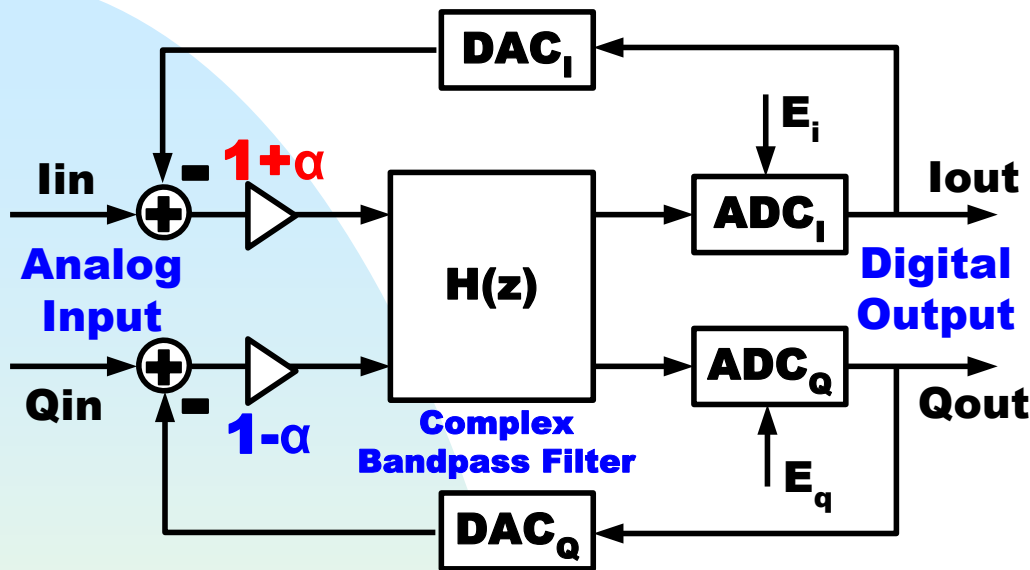 DAC_I
E_i
1+α
-
Iin
+
ADC_I
Iout
Analog
Input
H(z)
Digital
Output
+
ADC_Q
Qin
-
Qout
1-α
Complex
Bandpass Filter
E_q
DAC_Q